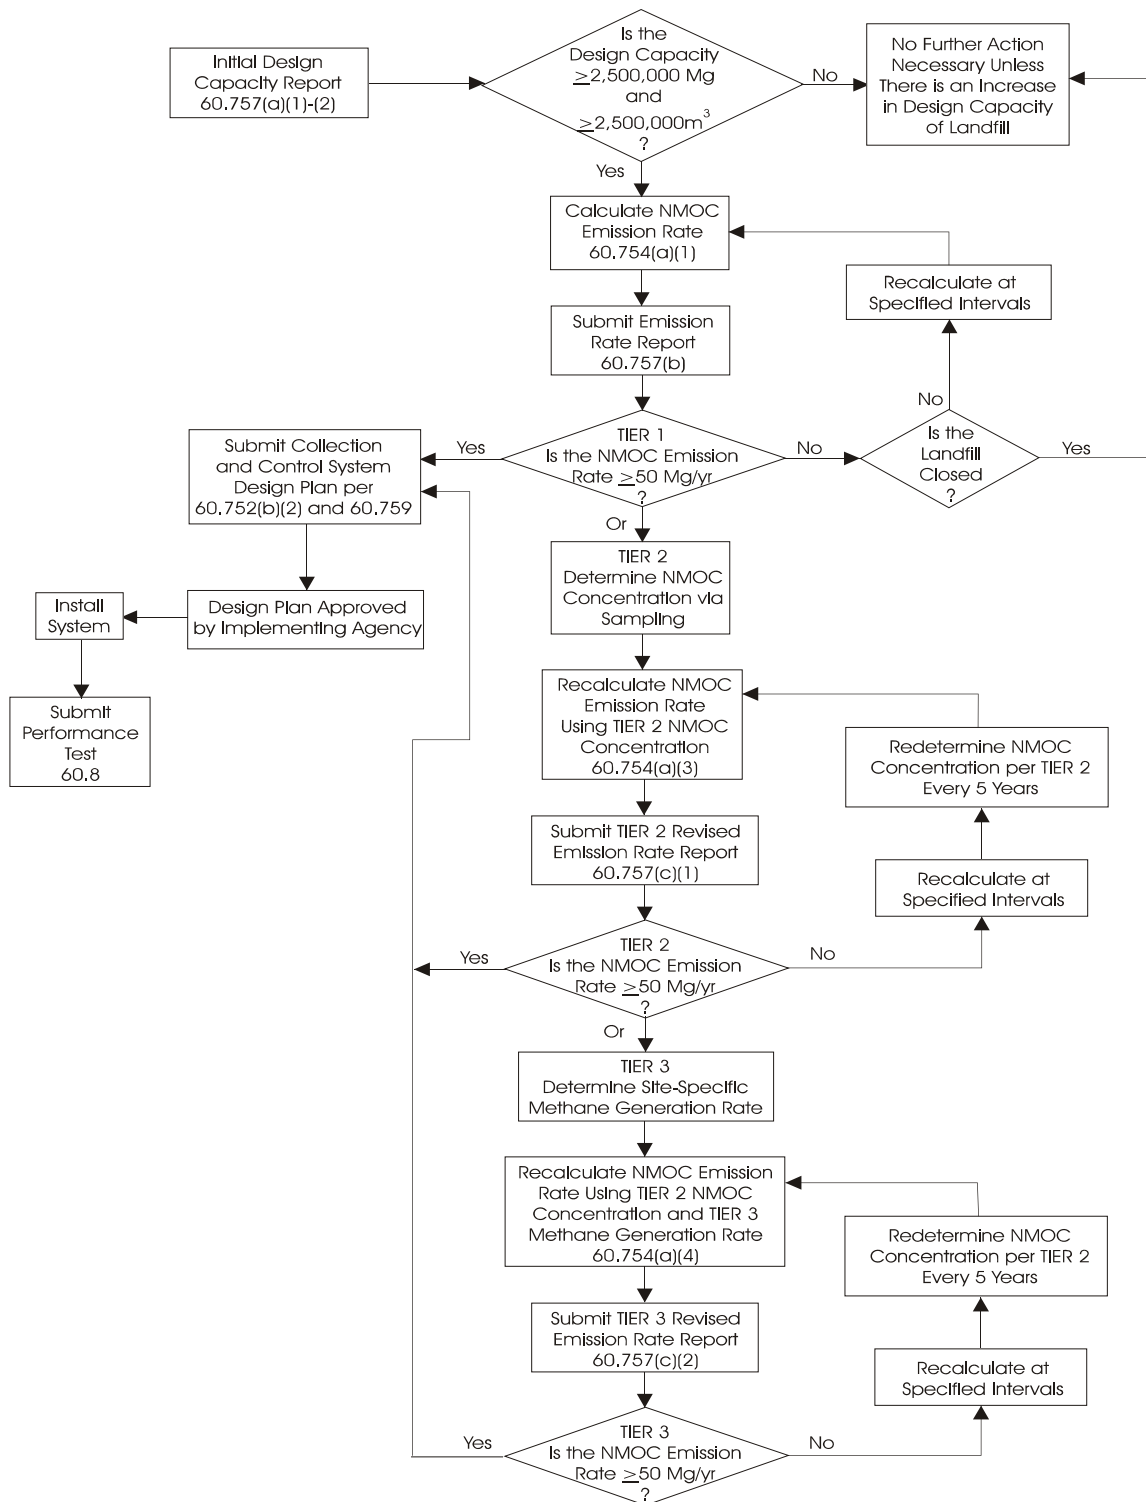 Initial Design
Capacity Report
60.757(a)(1)-(2)
Is the
Design Capacity
≥2,500,000 Mg
and
≥2,500,000m³
?
No
No Further Action
Necessary Unless
There is an Increase
in Design Capacity
of Landfill
Yes
Calculate NMOC
Emission Rate
60.754(a)(1)
Recalculate at
Specified Intervals
Submit Emission
Rate Report
60.757(b)
No
Submit Collection
and Control System
Design Plan per
60.752(b)(2) and 60.759
Yes
TIER 1
Is the NMOC Emission
Rate ≥50 Mg/yr
?
No
Is the
Landfill
Closed
?
Yes
Or
TIER 2
Determine NMOC
Concentration via
Sampling
Install
System
Design Plan Approved
by Implementing Agency
Submit
Performance
Test
60.8
Recalculate NMOC
Emission Rate
Using TIER 2 NMOC
Concentration
60.754(a)(3)
Redetermine NMOC
Concentration per TIER 2
Every 5 Years
Submit TIER 2 Revised
Emission Rate Report
60.757(c)(1)
Recalculate at
Specified Intervals
Yes
TIER 2
Is the NMOC Emission
Rate ≥50 Mg/yr
?
No
Or
TIER 3
Determine Site-Specific
Methane Generation Rate
Recalculate NMOC Emission
Rate Using TIER 2 NMOC
Concentration and TIER 3
Methane Generation Rate
60.754(a)(4)
Redetermine NMOC
Concentration per TIER 2
Every 5 Years
Submit TIER 3 Revised
Emission Rate Report
60.757(c)(2)
Recalculate at
Specified Intervals
Yes
TIER 3
Is the NMOC Emission
Rate ≥50 Mg/yr
?
No